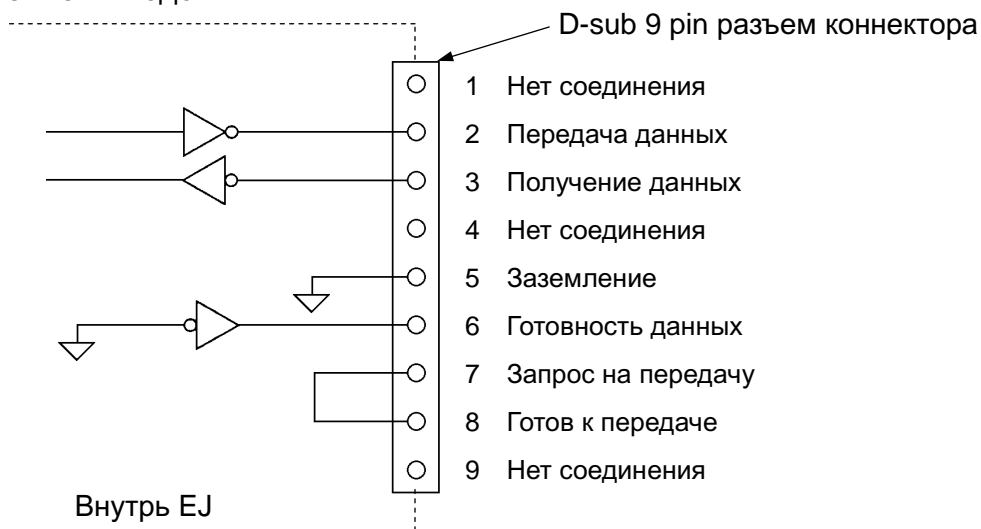 D-sub 9 pin разъем коннектора
1 Нет соединения
2 Передача данных
3 Получение данных
4 Нет соединения
5 Заземление
6 Готовность данных
7 Запрос на передачу
8 Готов к передаче
9 Нет соединения
Внутрь EJ